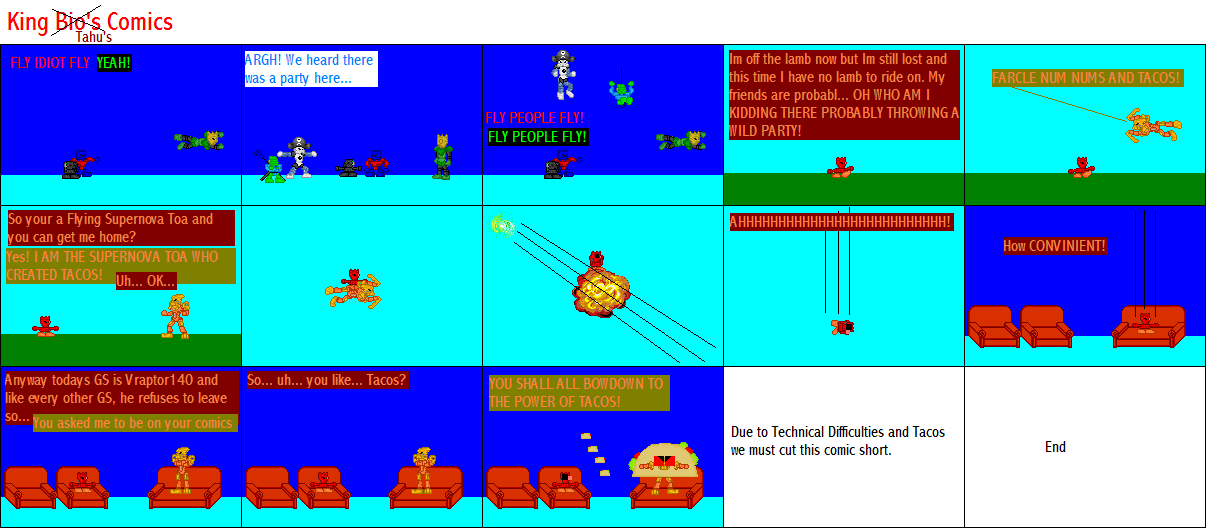 King Bio's Comics
Tahu's
FLY IDIOT FLY YEAH!
ARGH! We heard there
was a party here...
FLY PEOPLE FLY!
FLY PEOPLE FLY!
Im off the lamb now but Im still lost and
this time I have no lamb to ride on. My
friends are probabl... OH WHO AM I
KIDDING THERE PROBABLY THROWING A
WILD PARTY!
FARCLE NUM NUMS AND TACOS!
So your a Flying Supernova Toa and
you can get me home?
Yes! I AM THE SUPERNOVA TOA WHO
CREATED TACOS!
Uh... OK...
AHHHHHHHHHHHHHHHHHHHHHHHHHH!
How CONVINIENT!
Anyway todays GS is Vraptor140 and
like every other GS, he refuses to leave
so...
You asked me to be on your comics
So... uh... you like... Tacos?
YOU SHALL ALL BOWDOWN TO
THE POWER OF TACOS!
Due to Technical Difficulties and Tacos
we must cut this comic short.
End